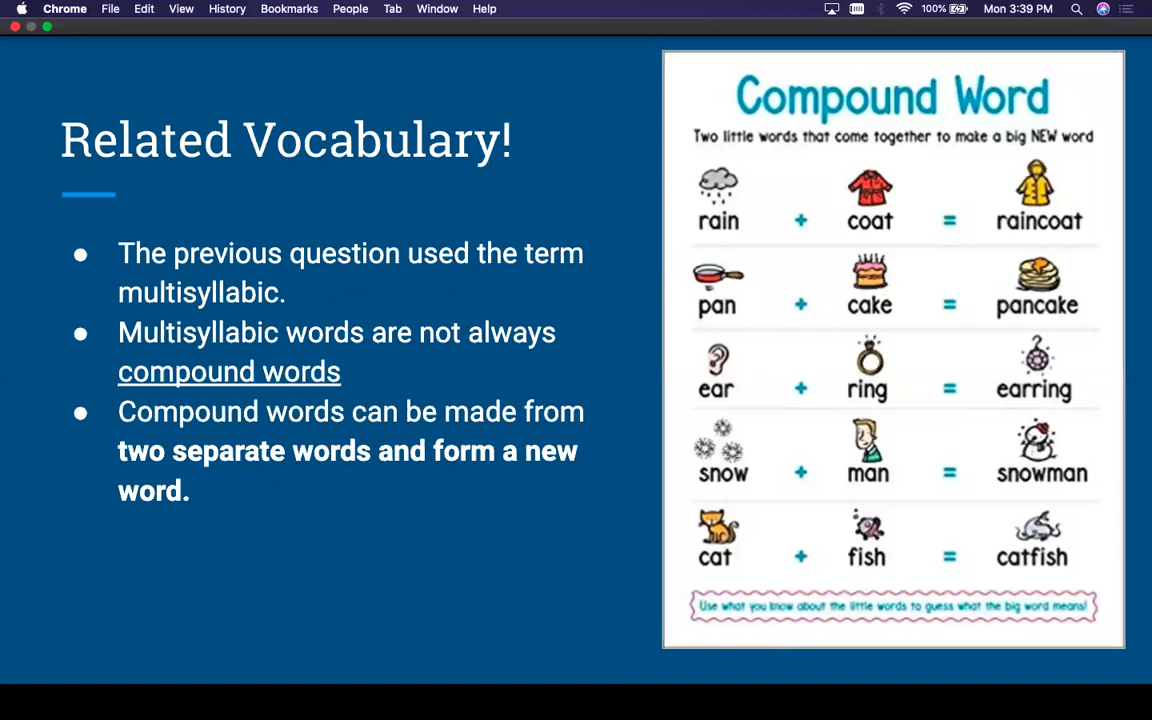 Chrome File Edit View History Bookmarks People Tab Window Help 100% Mon 3:39 PM
Related Vocabulary!
● The previous question used the term
multisyllabic.
● Multisyllabic words are not always
compound words
● Compound words can be made from
two separate words and form a new
word.
Compound Word
Two little words that come together to make a big NEW word
rain + coat = raincoat
pan + cake = pancake
ear + ring = earring
snow + man = snowman
cat + fish = catfish
Use what you know about the little words to guess what the big word means!